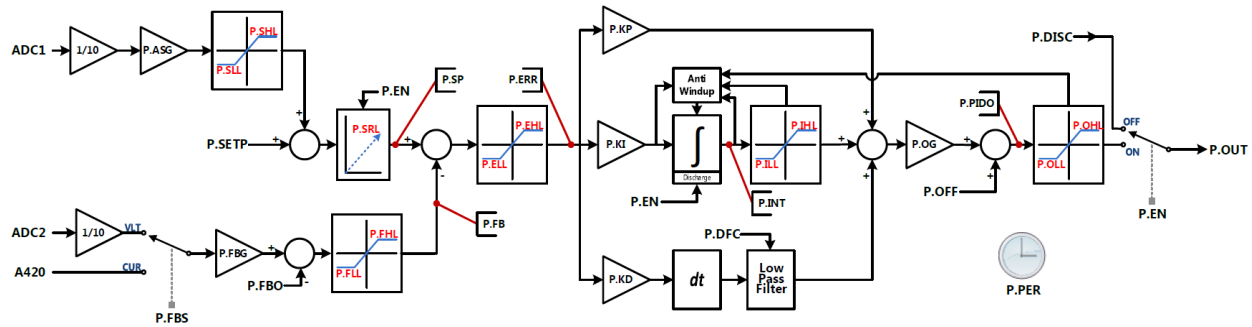 ADC1
1/10
P.ASG
P.SHL
P.SLL
P.SETP
+
+
P.EN
P.SRL
P.SP
+
-
P.ERR
P.EHL
P.ELL
ADC2
1/10
VLT
A420
CUR
P.FBS
P.FBG
+
-
P.FBO
P.FHL
P.FLL
P.FB
P.KP
P.KI
P.KD
Anti
Windup
∫
Discharge
P.EN
P.INT
P.IHL
P.ILL
P.DFC
dt
Low
Pass
Filter
+
+
+
P.OG
+
+
P.OFF
P.PIDO
P.OHL
P.OLL
P.DISC
OFF
ON
P.OUT
P.EN
P.PER